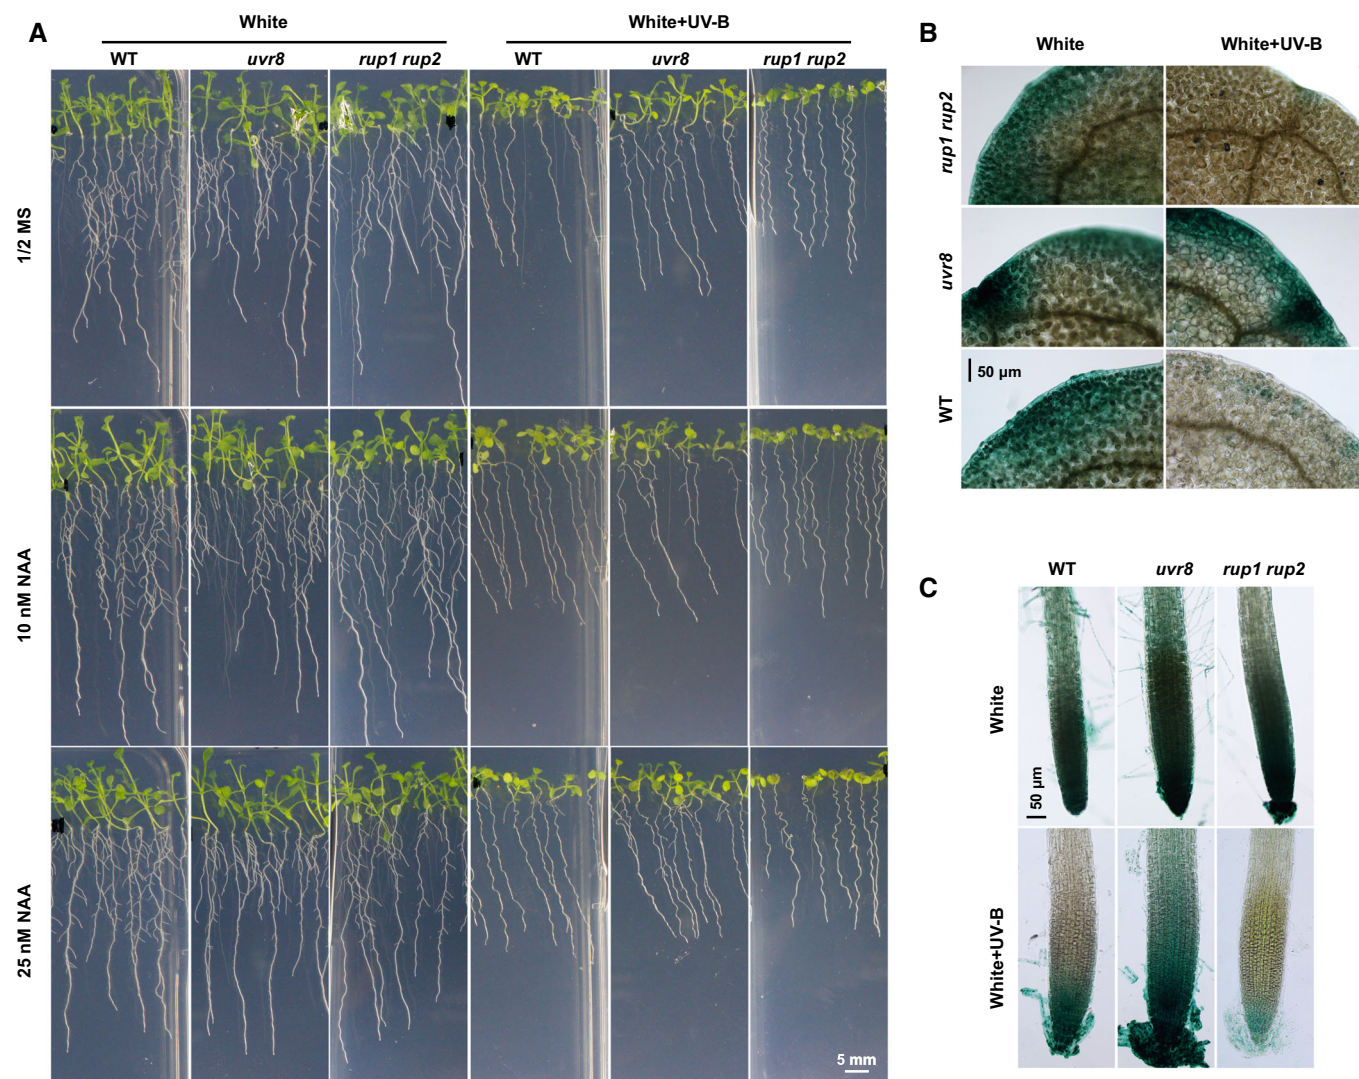 A
White
White+UV-B
WT
uvr8
rup1 rup2
WT
uvr8
rup1 rup2
1/2 MS
10 nM NAA
25 nM NAA
5 mm
B
White
White+UV-B
rup1 rup2
uvr8
WT
50 μm
C
WT
uvr8
rup1 rup2
White
50 μm
White+UV-B